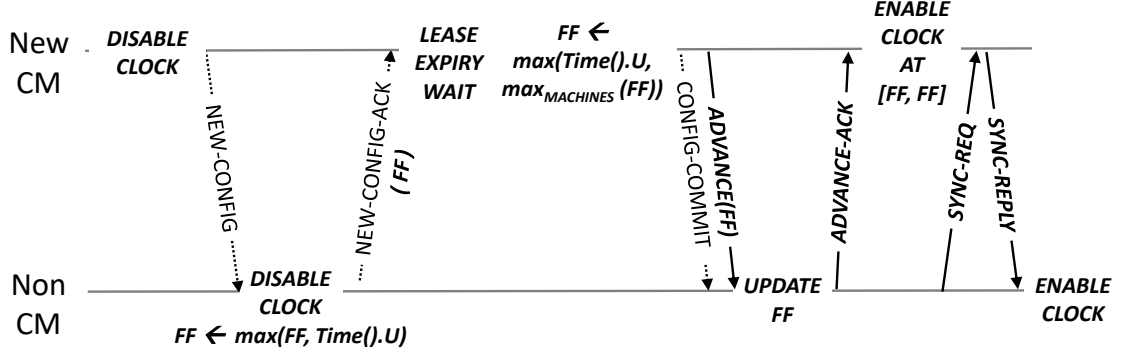 New
CM
DISABLE
CLOCK
NEW-CONFIG
NEW-CONFIG-ACK
(FF)
LEASE
EXPIRY
WAIT
FF ←
max(Time().U,
max_MACHINES (FF))
CONFIG-COMMIT
ADVANCE(FF)
ADVANCE-ACK
ENABLE
CLOCK
AT
[FF, FF]
SYNC-REQ
SYNC-REPLY
Non
CM
DISABLE
CLOCK
FF ← max(FF, Time().U)
UPDATE
FF
ENABLE
CLOCK